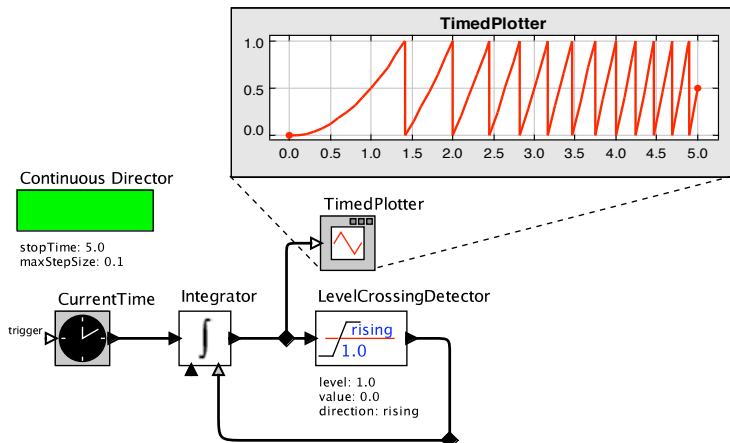 TimedPlotter
1.0
0.5
0.0
0.0 0.5 1.0 1.5 2.0 2.5 3.0 3.5 4.0 4.5 5.0
Continuous Director
stopTime: 5.0
maxStepSize: 0.1
TimedPlotter
CurrentTime
Integrator
LevelCrossingDetector
trigger
∫
rising
1.0
level: 1.0
value: 0.0
direction: rising